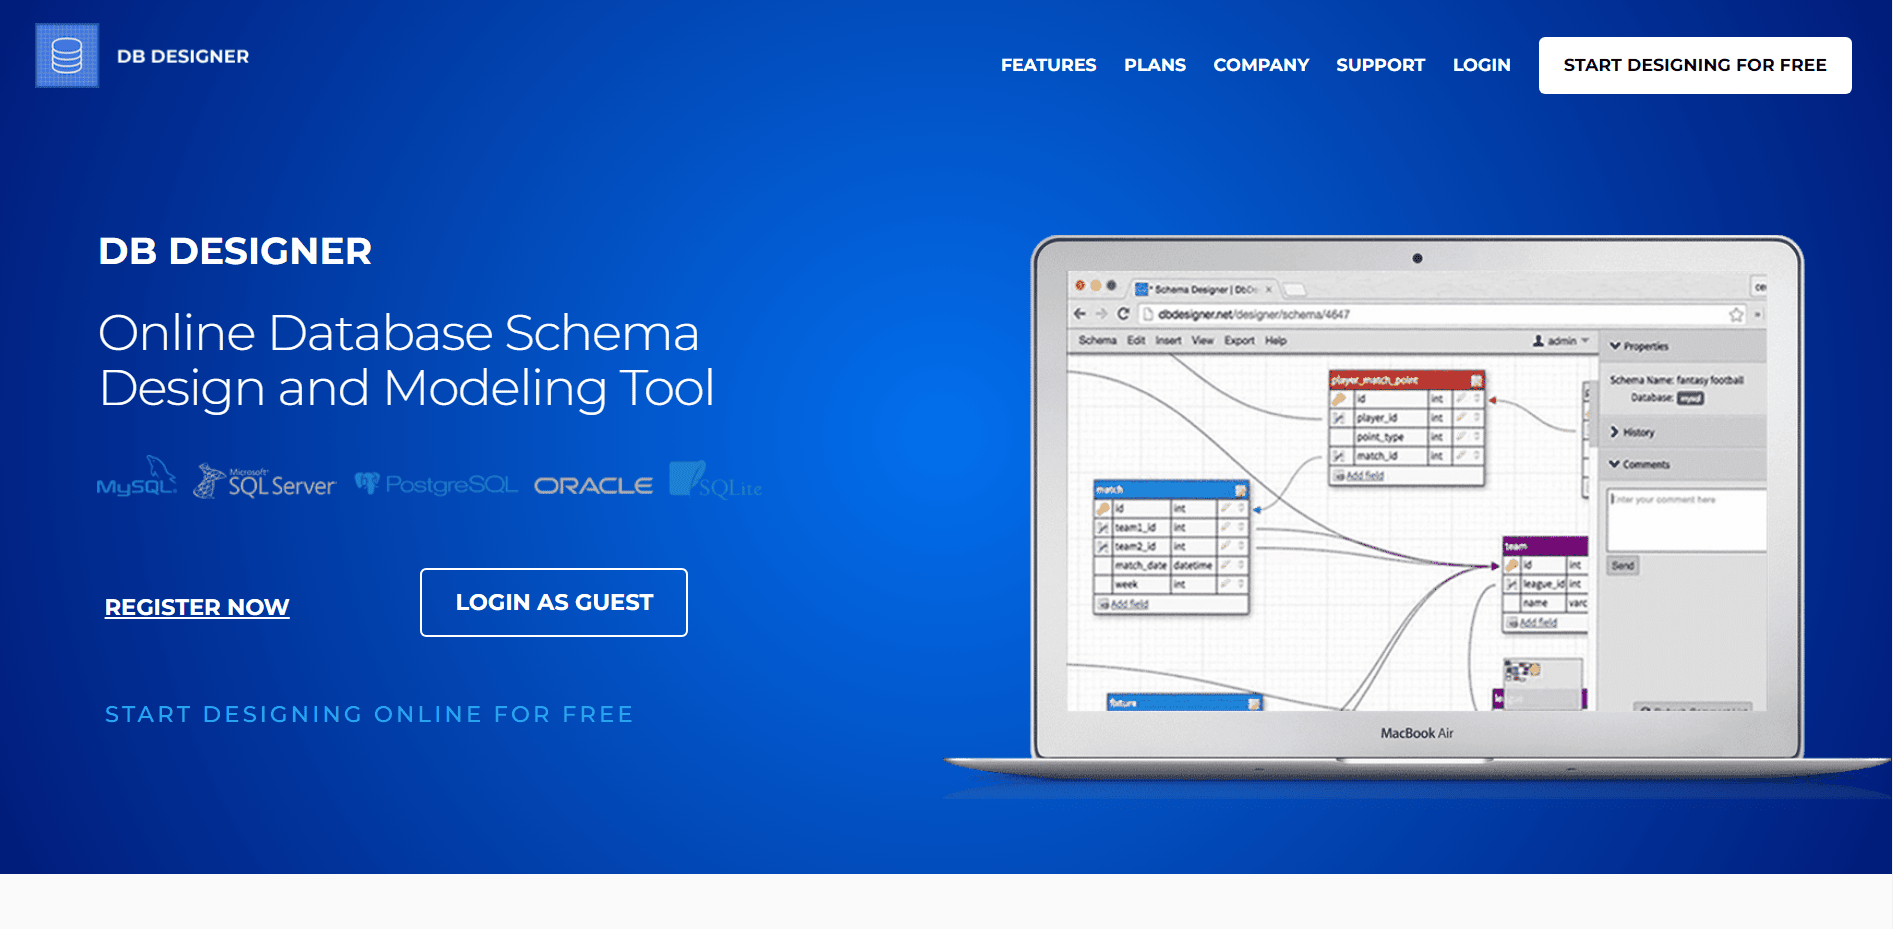 DB DESIGNER
FEATURES PLANS COMPANY SUPPORT LOGIN START DESIGNING FOR FREE
DB DESIGNER
Online Database Schema
Design and Modeling Tool
MySQL Microsoft SQL Server PostgreSQL ORACLE SQLite
REGISTER NOW LOGIN AS GUEST
START DESIGNING ONLINE FOR FREE
* Schema Designer | DbDe
dbdesigner.net/designer/schema/4647
Schema Edit Insert View Export Help admin
Properties
Schema Name: fantasy football
Database: mysql
History
Comments
Enter your comment here
Send
player_match_point
id int
player_id int
point_type int
match_id int
Add field
match
id int
team1_id int
team2_id int
match_date datetime
week int
Add field
team
id int
league_id int
name varc
Add field
fixture
MacBook Air